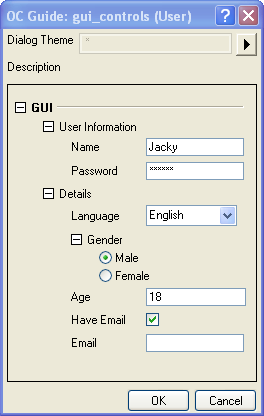 OC Guide: gui_controls (User)
Dialog Theme *
Description
GUI
User Information
Name Jacky
Password ******
Details
Language English
Gender
Male
Female
Age 18
Have Email
Email
OK Cancel